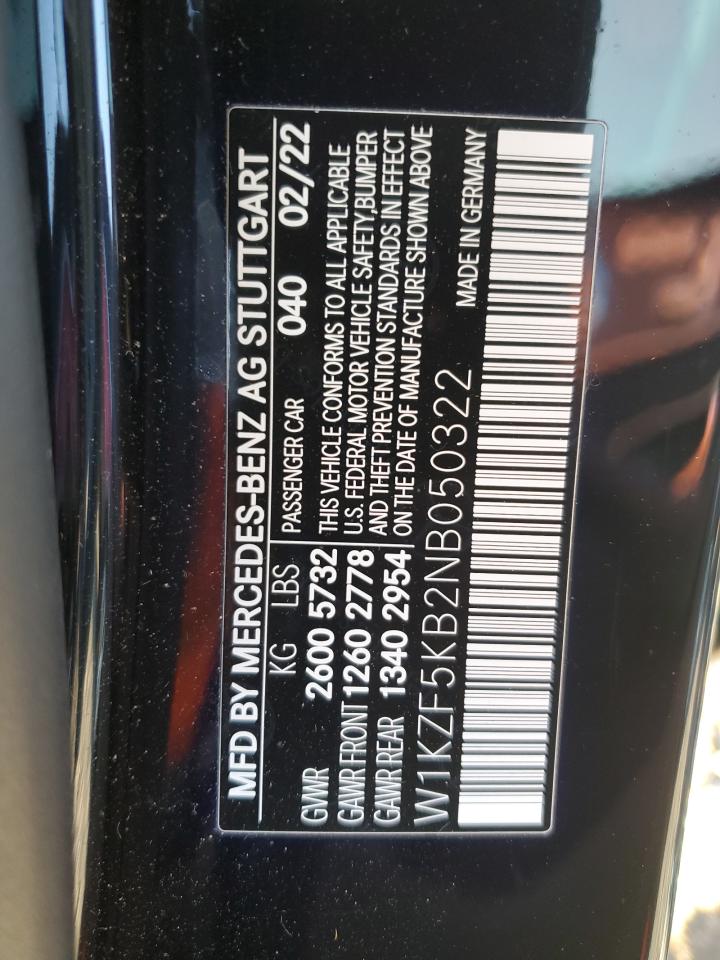 MFD BY MERCEDES-BENZ AG STUTTGART
KG LBS
GVWR 2600 5732
GAWR FRONT 1260 2778
GAWR REAR 1340 2954
PASSENGER CAR 040 02/22
THIS VEHICLE CONFORMS TO ALL APPLICABLE
U.S. FEDERAL MOTOR VEHICLE SAFETY,BUMPER
AND THEFT PREVENTION STANDARDS IN EFFECT
ON THE DATE OF MANUFACTURE SHOWN ABOVE
W1KZF5KB2NB050322
MADE IN GERMANY